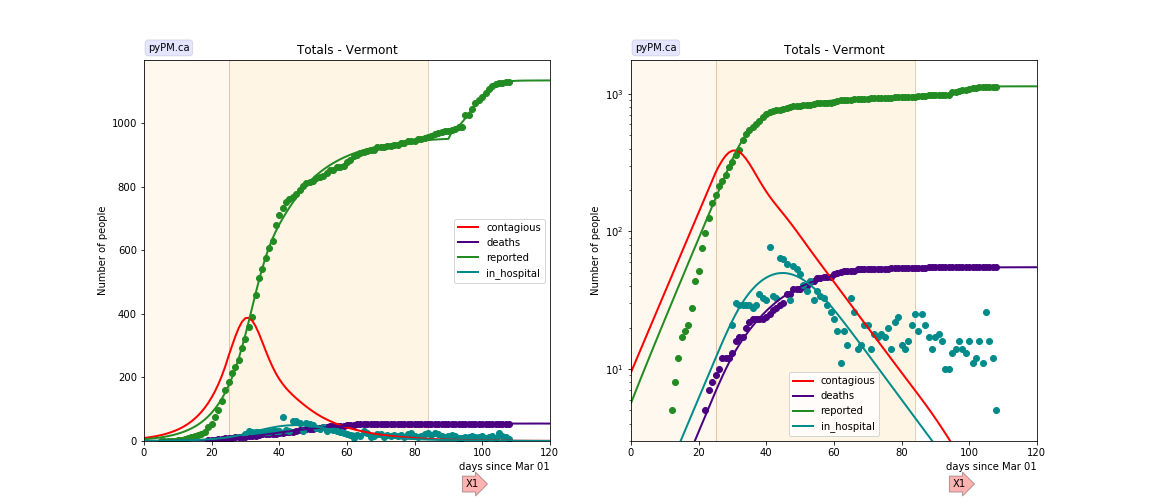 pyPM.ca
Totals - Vermont
Number of people
1000
800
600
400
200
0
0 20 40 60 80 100 120
days since Mar 01
contagious
deaths
reported
in_hospital
X1
pyPM.ca
Totals - Vermont
Number of people
10³
10²
10¹
0 20 40 60 80 100 120
days since Mar 01
contagious
deaths
reported
in_hospital
X1